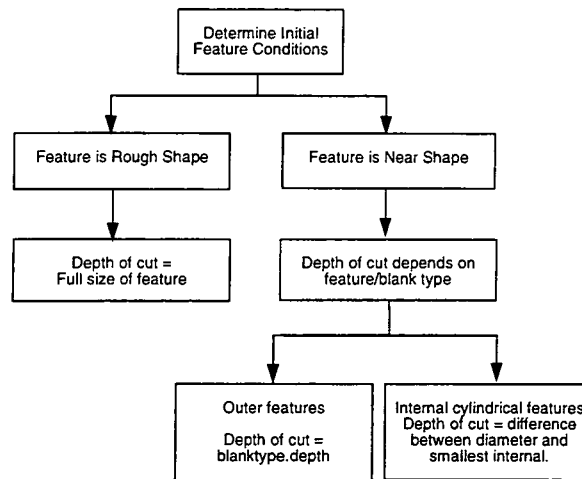 Determine Initial
Feature Conditions
Feature is Rough Shape
Feature is Near Shape
Depth of cut =
Full size of feature
Depth of cut depends on
feature/blank type
Outer features
Depth of cut =
blanktype.depth
Internal cylindrical features
Depth of cut = difference
between diameter and
smallest internal.